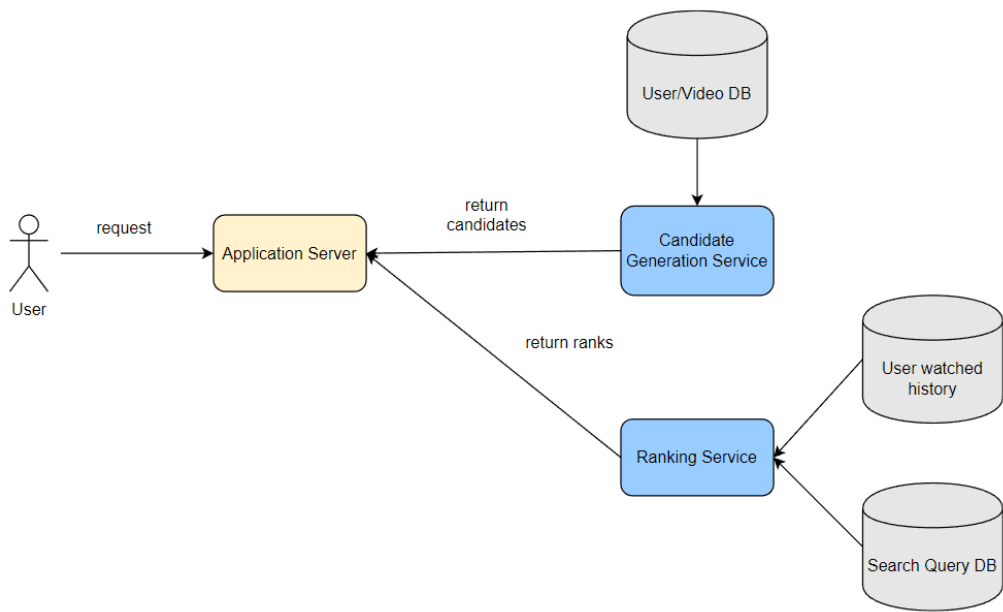 User/Video DB
return
candidates
request
Application Server
Candidate
Generation Service
User
return ranks
User watched
history
Ranking Service
Search Query DB